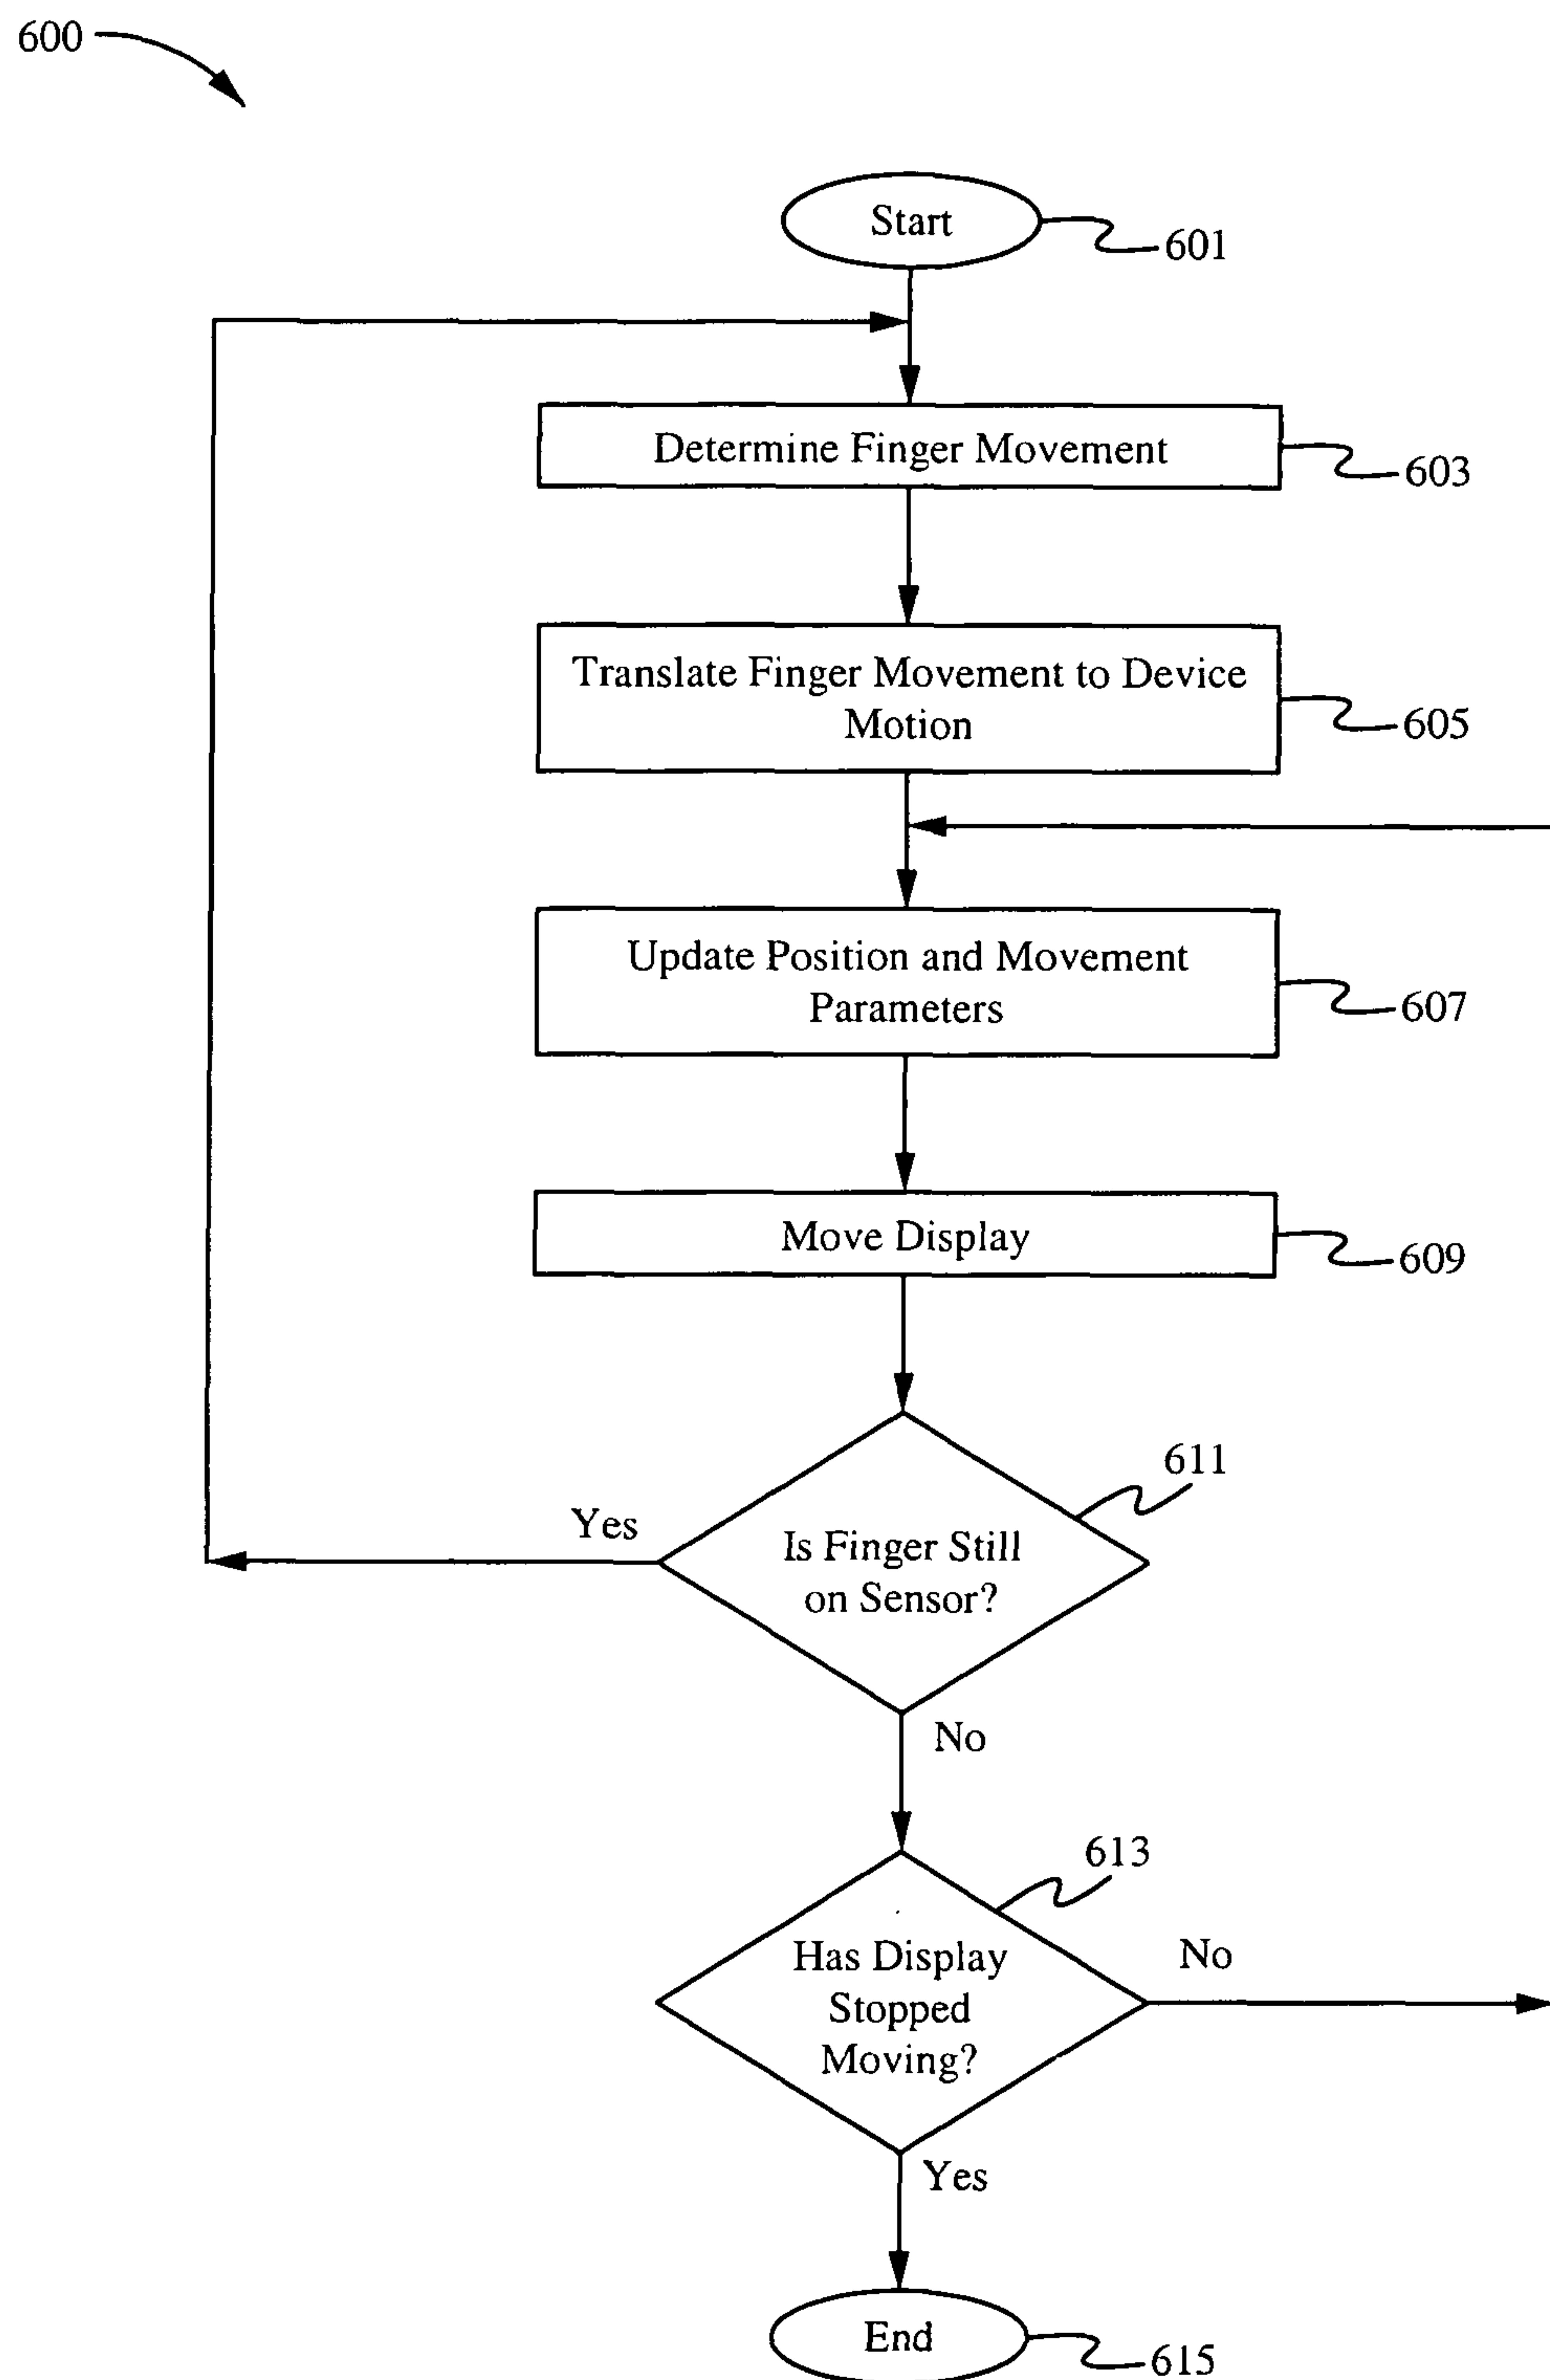 600
Start
601
Determine Finger Movement
603
Translate Finger Movement to Device
Motion
605
Update Position and Movement
Parameters
607
Move Display
609
611
Yes
Is Finger Still
on Sensor?
No
613
Has Display
Stopped
Moving?
No
Yes
End
615